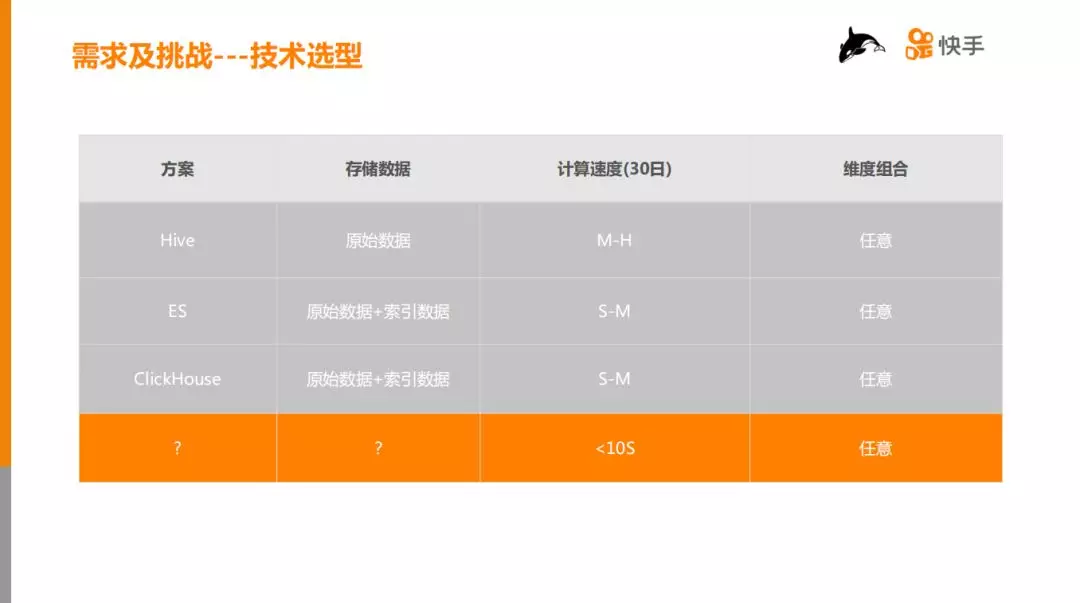 需求及挑战---技术选型
快手
方案 存储数据 计算速度(30日) 维度组合
Hive 原始数据 M-H 任意
ES 原始数据+索引数据 S-M 任意
ClickHouse 原始数据+索引数据 S-M 任意
? ? <10S 任意